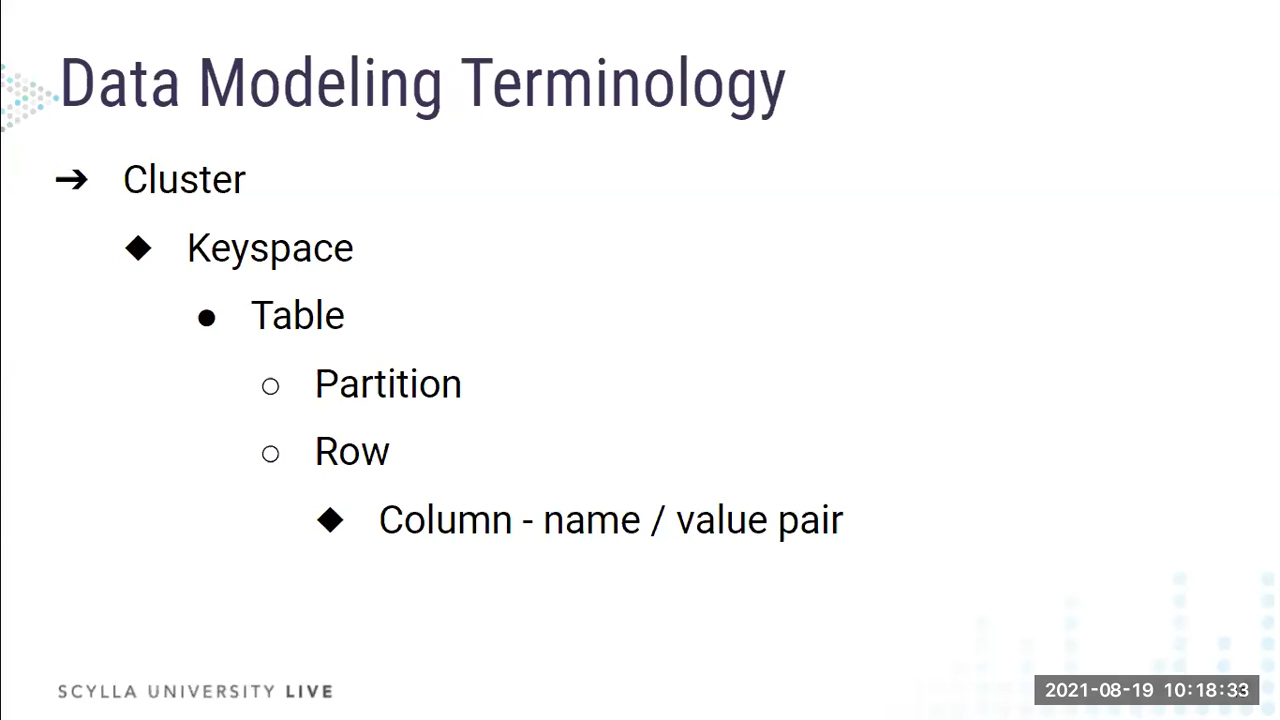 Data Modeling Terminology
➔ Cluster
◆ Keyspace
● Table
○ Partition
○ Row
◆ Column - name / value pair
SCYLLA UNIVERSITY LIVE
2021-08-19 10:18:33